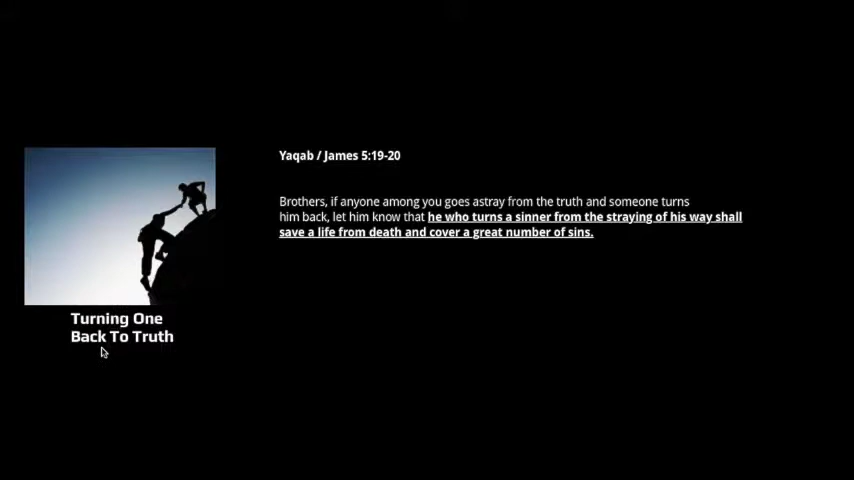 Yaqab / James 5:19-20
Brothers, if anyone among you goes astray from the truth and someone turns
him back, let him know that he who turns a sinner from the straying of his way shall
save a life from death and cover a great number of sins.
Turning One
Back To Truth